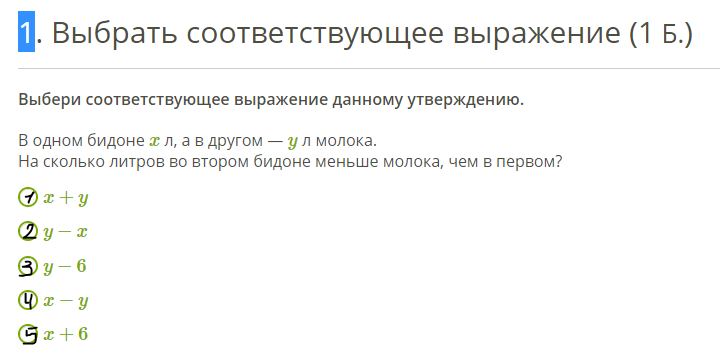 1. Выбрать соответствующее выражение (1 Б.)
Выбери соответствующее выражение данному утверждению.
В одном бидоне x л, а в другом — y л молока.
На сколько литров во втором бидоне меньше молока, чем в первом?
1 x + y
2 y − x
3 y − 6
4 x − y
5 x + 6